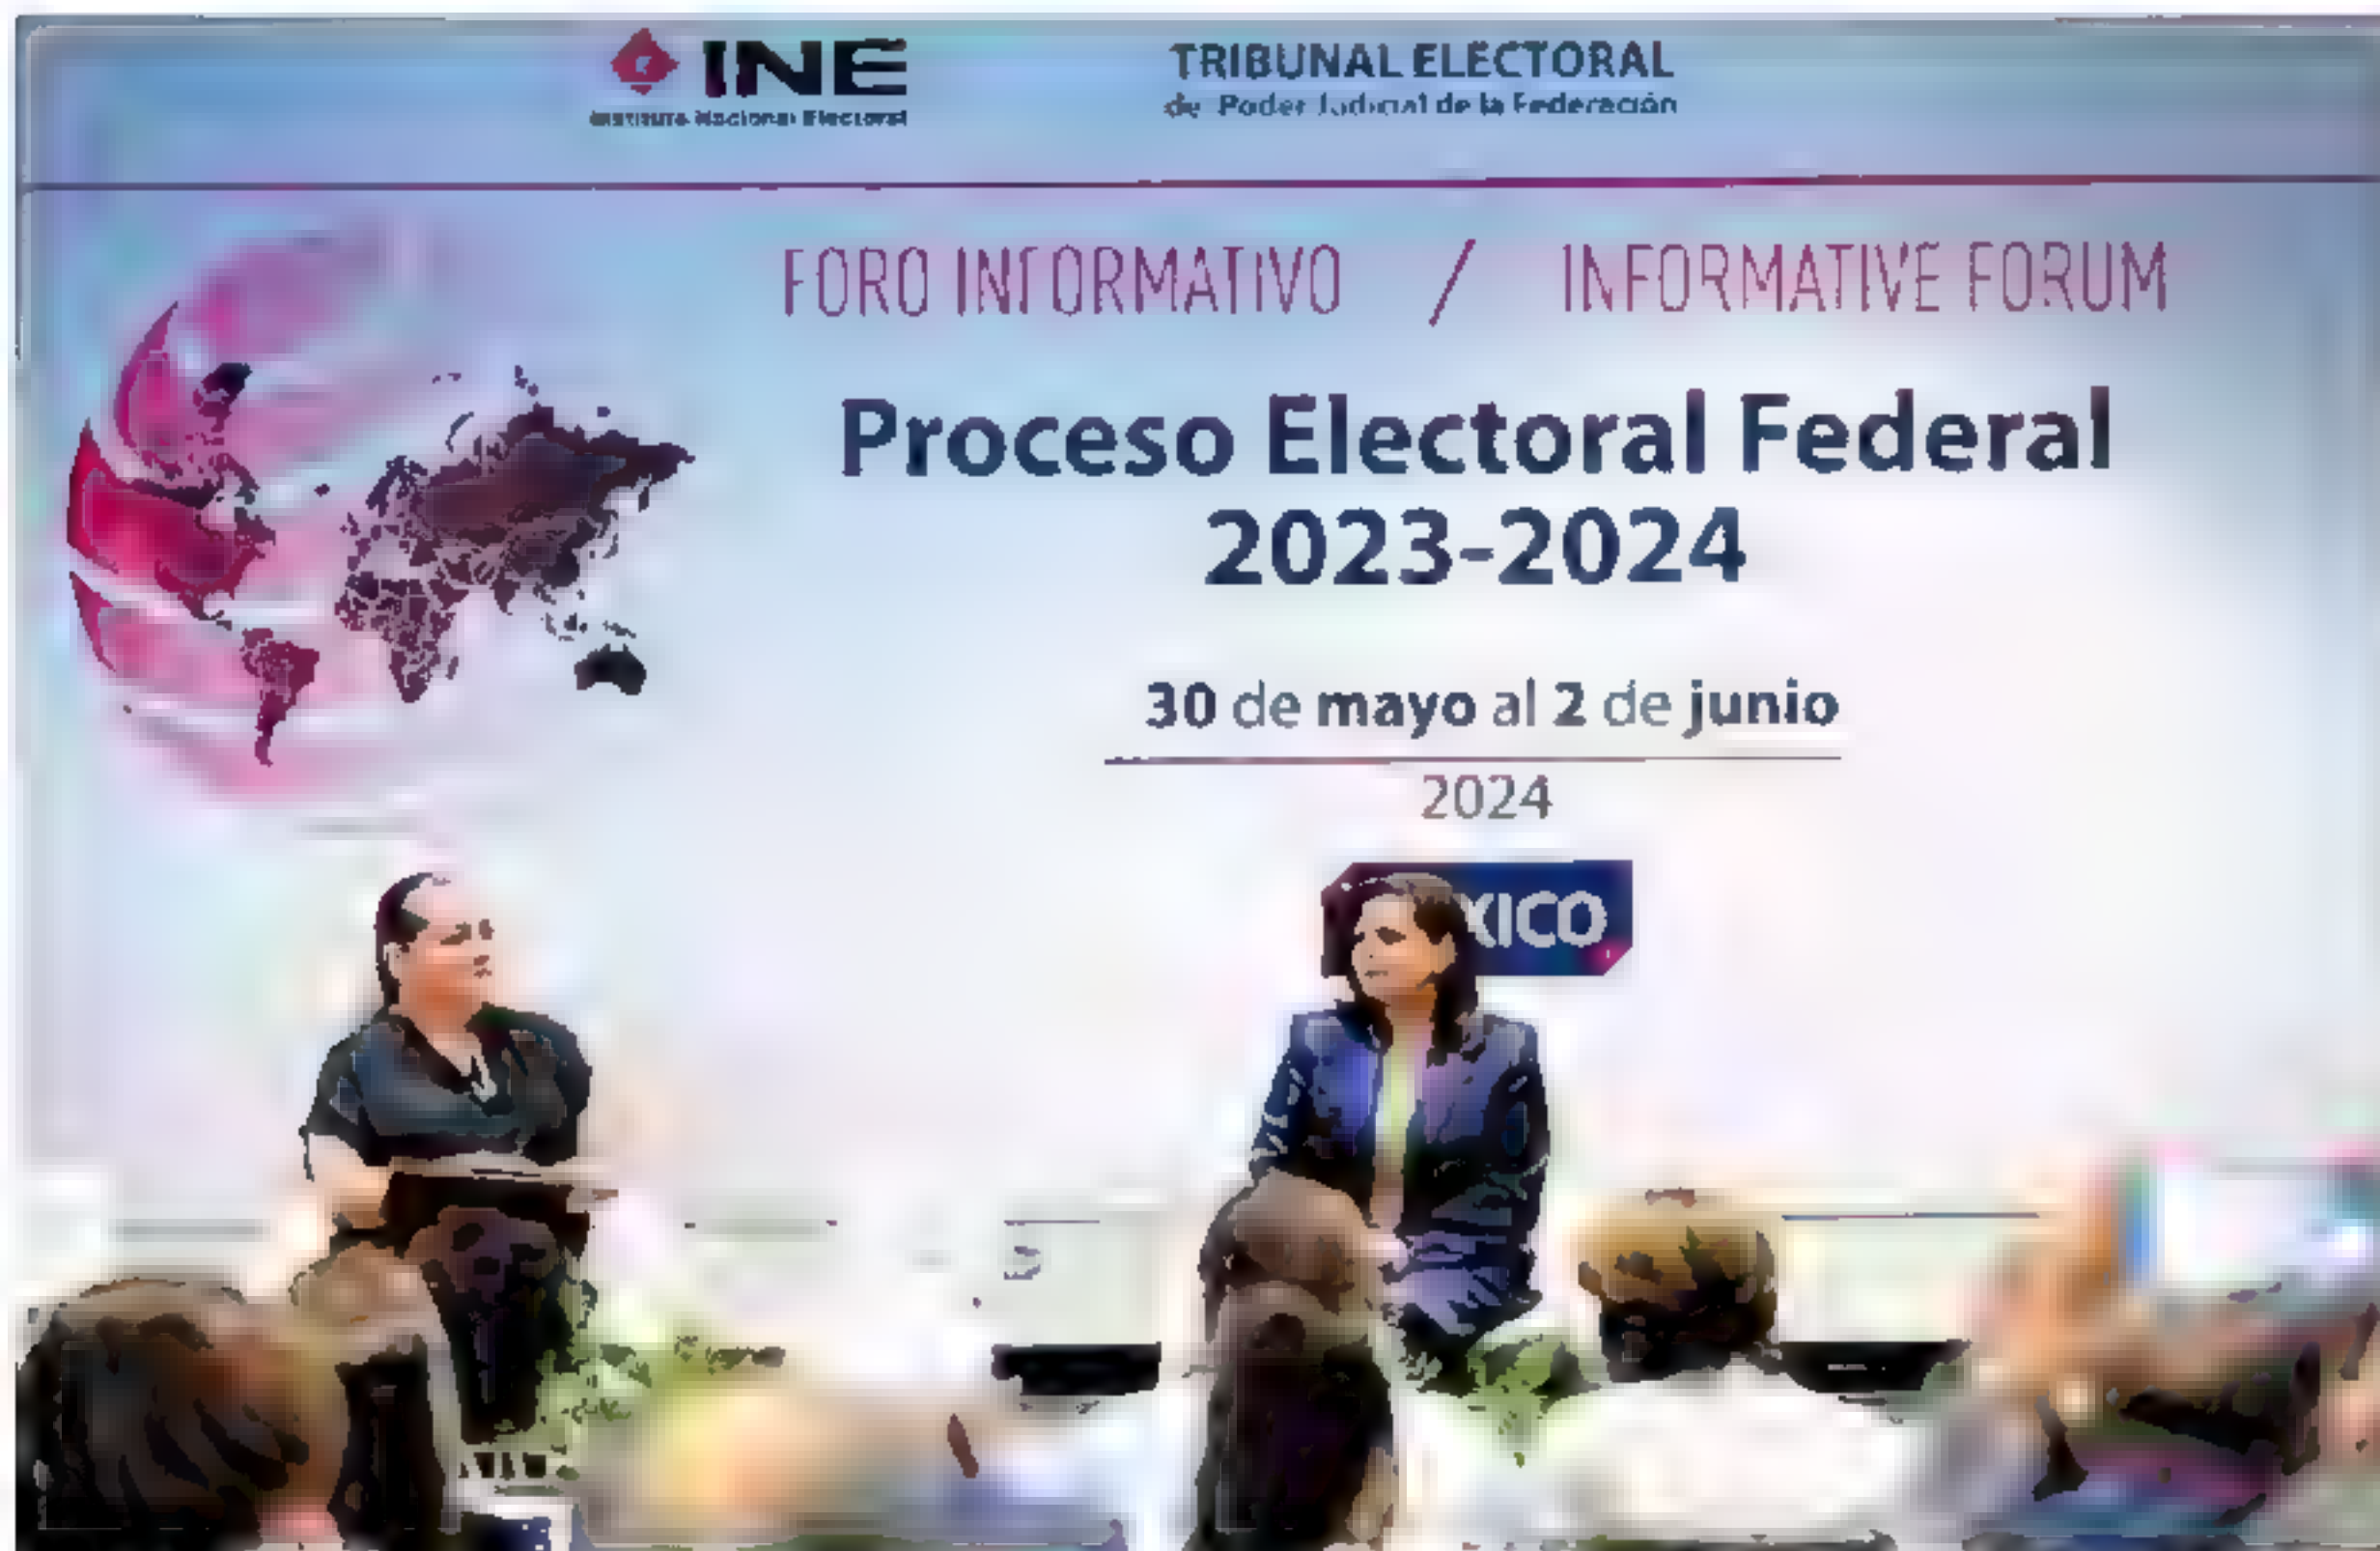 INE
Instituto Nacional Electoral
TRIBUNAL ELECTORAL
de Poder Judicial de la Federación
FORO INFORMATIVO / INFORMATIVE FORUM
Proceso Electoral Federal
2023-2024
30 de mayo al 2 de junio
2024
XICO